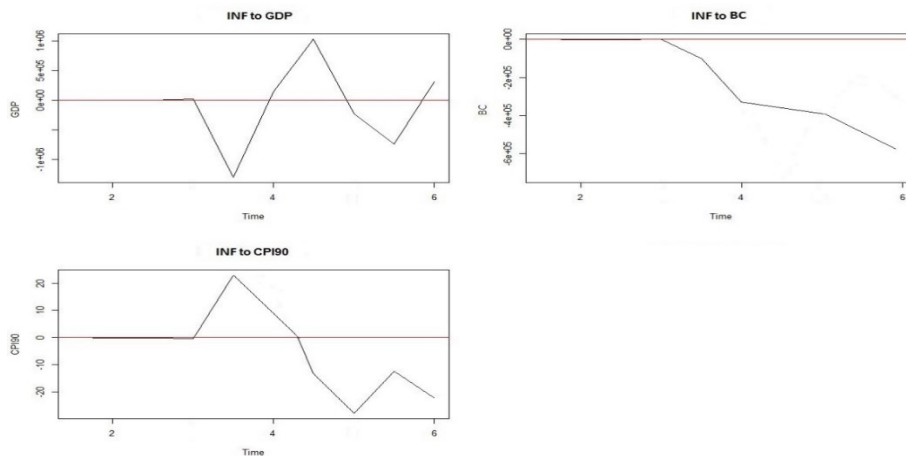 INF to GDP
1e+06
5e+05
0e+00
-1e+06
GDP
2 4 6
Time
INF to BC
0e+00
-2e+05
-4e+05
-6e+05
BC
2 4 6
Time
INF to CPI90
20
10
0
-10
-20
CPI90
2 4 6
Time